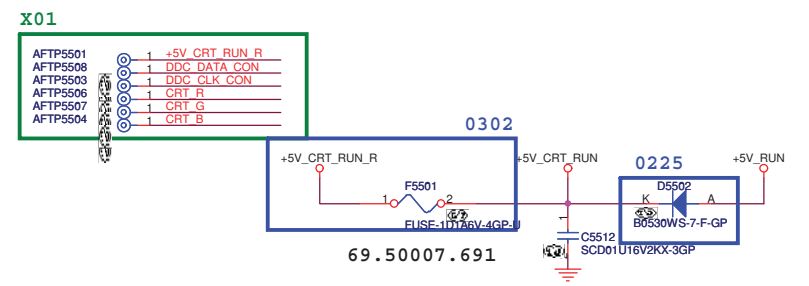 X01
AFTP5501 1 +5V_CRT_RUN_R
AFTP5508 1 DDC_DATA_CON
AFTP5503 1 DDC_CLK_CON
AFTP5506 1 CRT_R
AFTP5507 1 CRT_G
AFTP5504 1 CRT_B
0302
+5V_CRT_RUN_R
F5501
1 2
FUSE-1D1A6V-4GP-U
69.50007.691
+5V_CRT_RUN
1
C5512
SCD01U16V2KX-3GP
0225
D5502
K A
B0530WS-7-F-GP
+5V_RUN